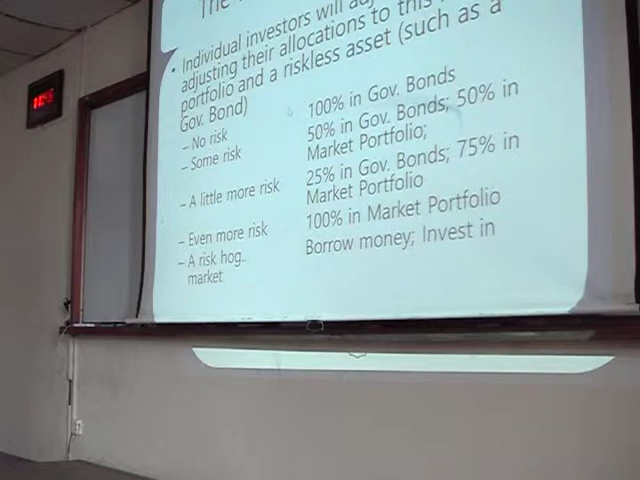 The
• Individual investors will
adjusting their allocations to this
portfolio and a riskless asset (such as a
Gov. Bond)
– No risk 100% in Gov. Bonds
– Some risk 50% in Gov. Bonds; 50% in
Market Portfolio;
– A little more risk 25% in Gov. Bonds; 75% in
Market Portfolio
– Even more risk 100% in Market Portfolio
– A risk hog.. Borrow money; Invest in
market